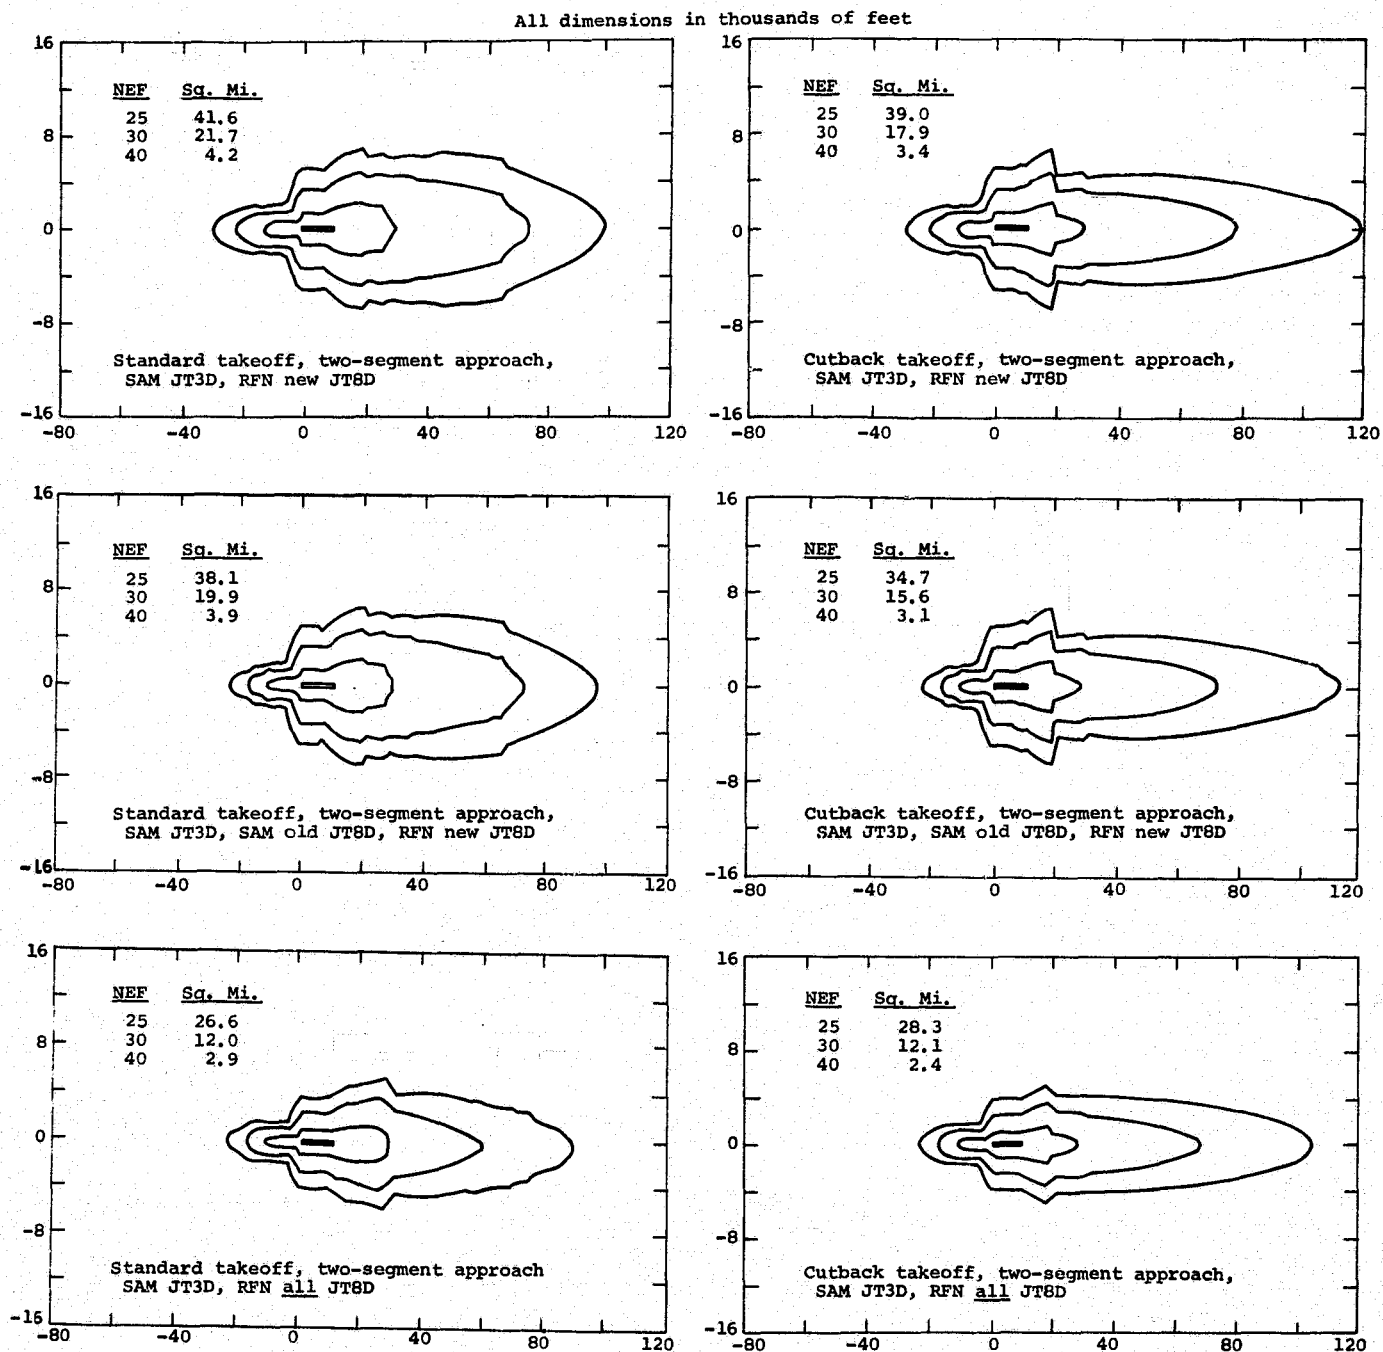 All dimensions in thousands of feet
16
8
0
-8
-16
-80 -40 0 40 80 120
NEF Sq. Mi.
25 41.6
30 21.7
40 4.2
Standard takeoff, two-segment approach,
SAM JT3D, RFN new JT8D
16
8
0
-8
-16
-80 -40 0 40 80 120
NEF Sq. Mi.
25 39.0
30 17.9
40 3.4
Cutback takeoff, two-segment approach,
SAM JT3D, RFN new JT8D
16
8
0
-8
-16
-80 -40 0 40 80 120
NEF Sq. Mi.
25 38.1
30 19.9
40 3.9
Standard takeoff, two-segment approach,
SAM JT3D, SAM old JT8D, RFN new JT8D
16
8
0
-8
-16
-80 -40 0 40 80 120
NEF Sq. Mi.
25 34.7
30 15.6
40 3.1
Cutback takeoff, two-segment approach,
SAM JT3D, SAM old JT8D, RFN new JT8D
16
8
0
-8
-16
-80 -40 0 40 80 120
NEF Sq. Mi.
25 26.6
30 12.0
40 2.9
Standard takeoff, two-segment approach
SAM JT3D, RFN all JT8D
16
8
0
-8
-16
-80 -40 0 40 80 120
NEF Sq. Mi.
25 28.3
30 12.1
40 2.4
Cutback takeoff, two-segment approach,
SAM JT3D, RFN all JT8D